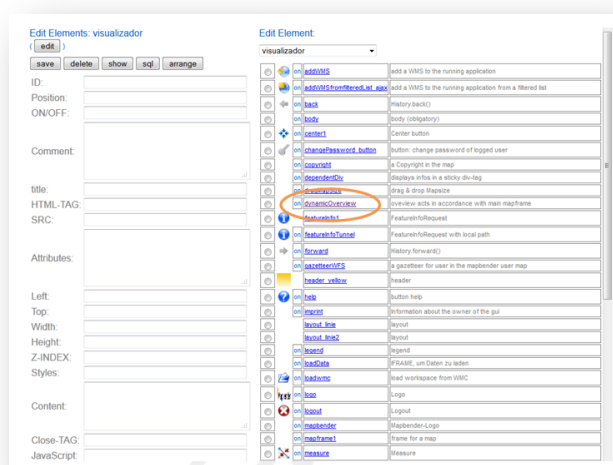 Edit Elements: visualizador
( edit )
save delete show sql arrange
ID:
Position:
ON/OFF:
Comment:
title:
HTML-TAG:
SRC:
Attributes:
Left:
Top:
Width:
Height:
Z-INDEX:
Styles:
Content:
Close-TAG:
JavaScript:
Edit Element:
visualizador
on addWMS add a WMS to the running application
on addWMSfromfilteredList_ajax add a WMS to the running application from a filtered list
on back History.back()
on body body (obligatory)
on center1 Center button
on changePassword_button button: change password of logged user
on copyright a Copyright in the map
on dependentDiv displays infos in a sticky div-tag
on dragMapsize drag & drop Mapsize
on dynamicOverview oveview acts in accordance with main mapframe
on featureInfo1 FeatureInfoRequest
on featureInfoTunnel FeatureInfoRequest with local path
on forward History.forward()
on gazetteerWFS a gazetteer for user in the mapbender user map
header_yellow header
on help button help
on imprint Information about the owner of the gui
layout_linie layout
layout_linie2 layout
on legend legend
on loadData IFRAME, um Daten zu laden
on loadwmc load workspace from WMC
on logo Logo
on logout Logout
on mapbender Mapbender-Logo
on mapframe1 frame for a map
on measure Measure